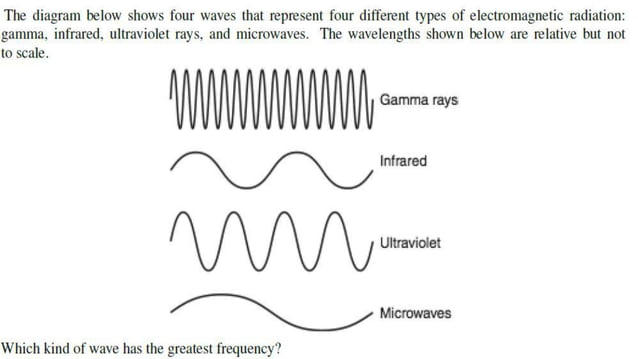 The diagram below shows four waves that represent four different types of electromagnetic radiation:
gamma, infrared, ultraviolet rays, and microwaves. The wavelengths shown below are relative but not
to scale.
Gamma rays
Infrared
Ultraviolet
Microwaves
Which kind of wave has the greatest frequency?